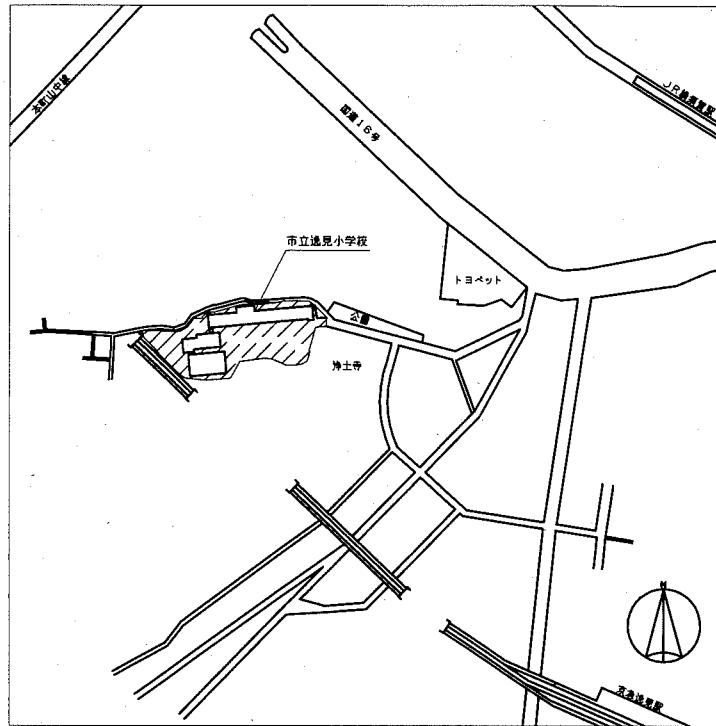 本町山中線
JR横須賀駅
国道16号
市立逸見小学校
トヨペット
公園
浄土寺
N
京急逸見駅